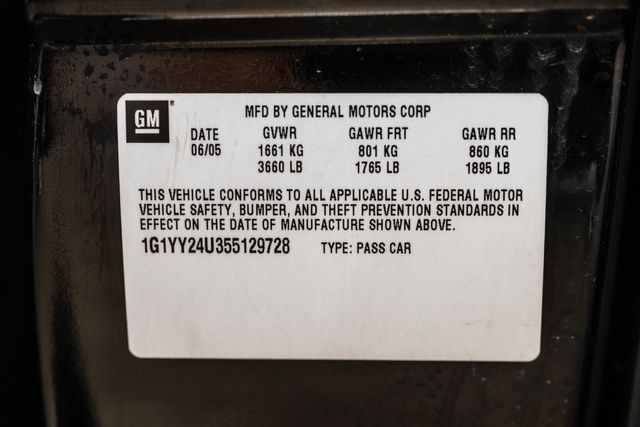 GM® MFD BY GENERAL MOTORS CORP
DATE GVWR GAWR FRT GAWR RR
06/05 1661 KG 801 KG 860 KG
3660 LB 1765 LB 1895 LB
THIS VEHICLE CONFORMS TO ALL APPLICABLE U.S. FEDERAL MOTOR
VEHICLE SAFETY, BUMPER, AND THEFT PREVENTION STANDARDS IN
EFFECT ON THE DATE OF MANUFACTURE SHOWN ABOVE.
1G1YY24U355129728 TYPE: PASS CAR